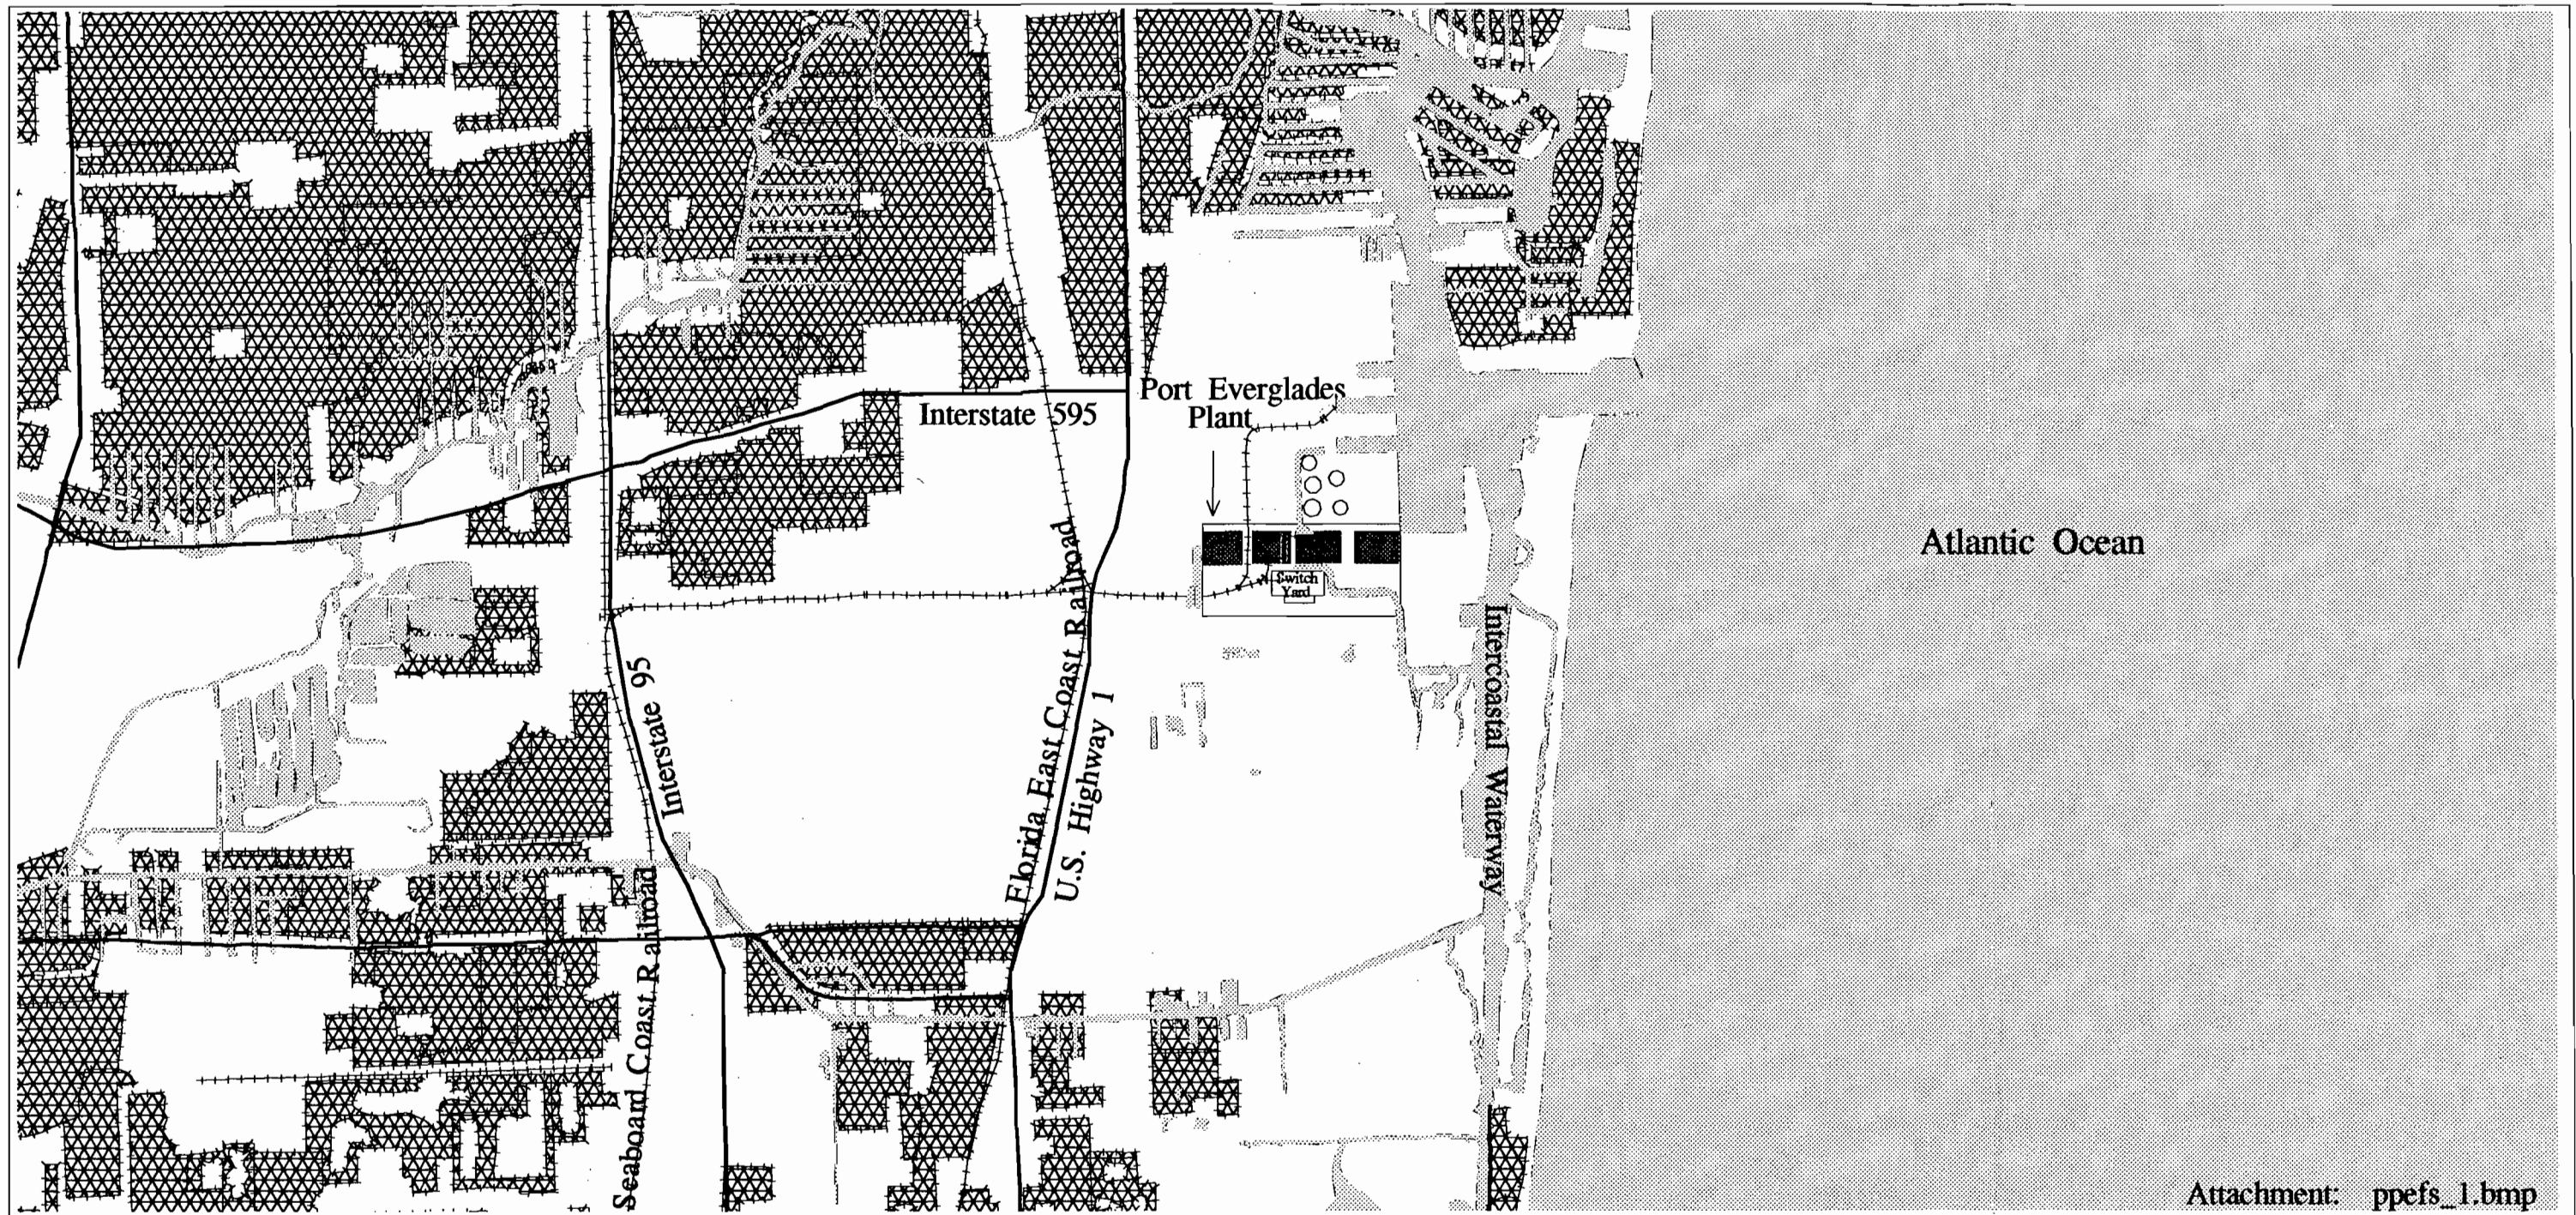 Port Everglades
Plant
Interstate 595
Atlantic Ocean
Switch
Yard
Interstate 95
Florida East Coast Railroad
U.S. Highway 1
Intercoastal Waterway
Seaboard Coast Railroad
Attachment: ppefs_1.bmp